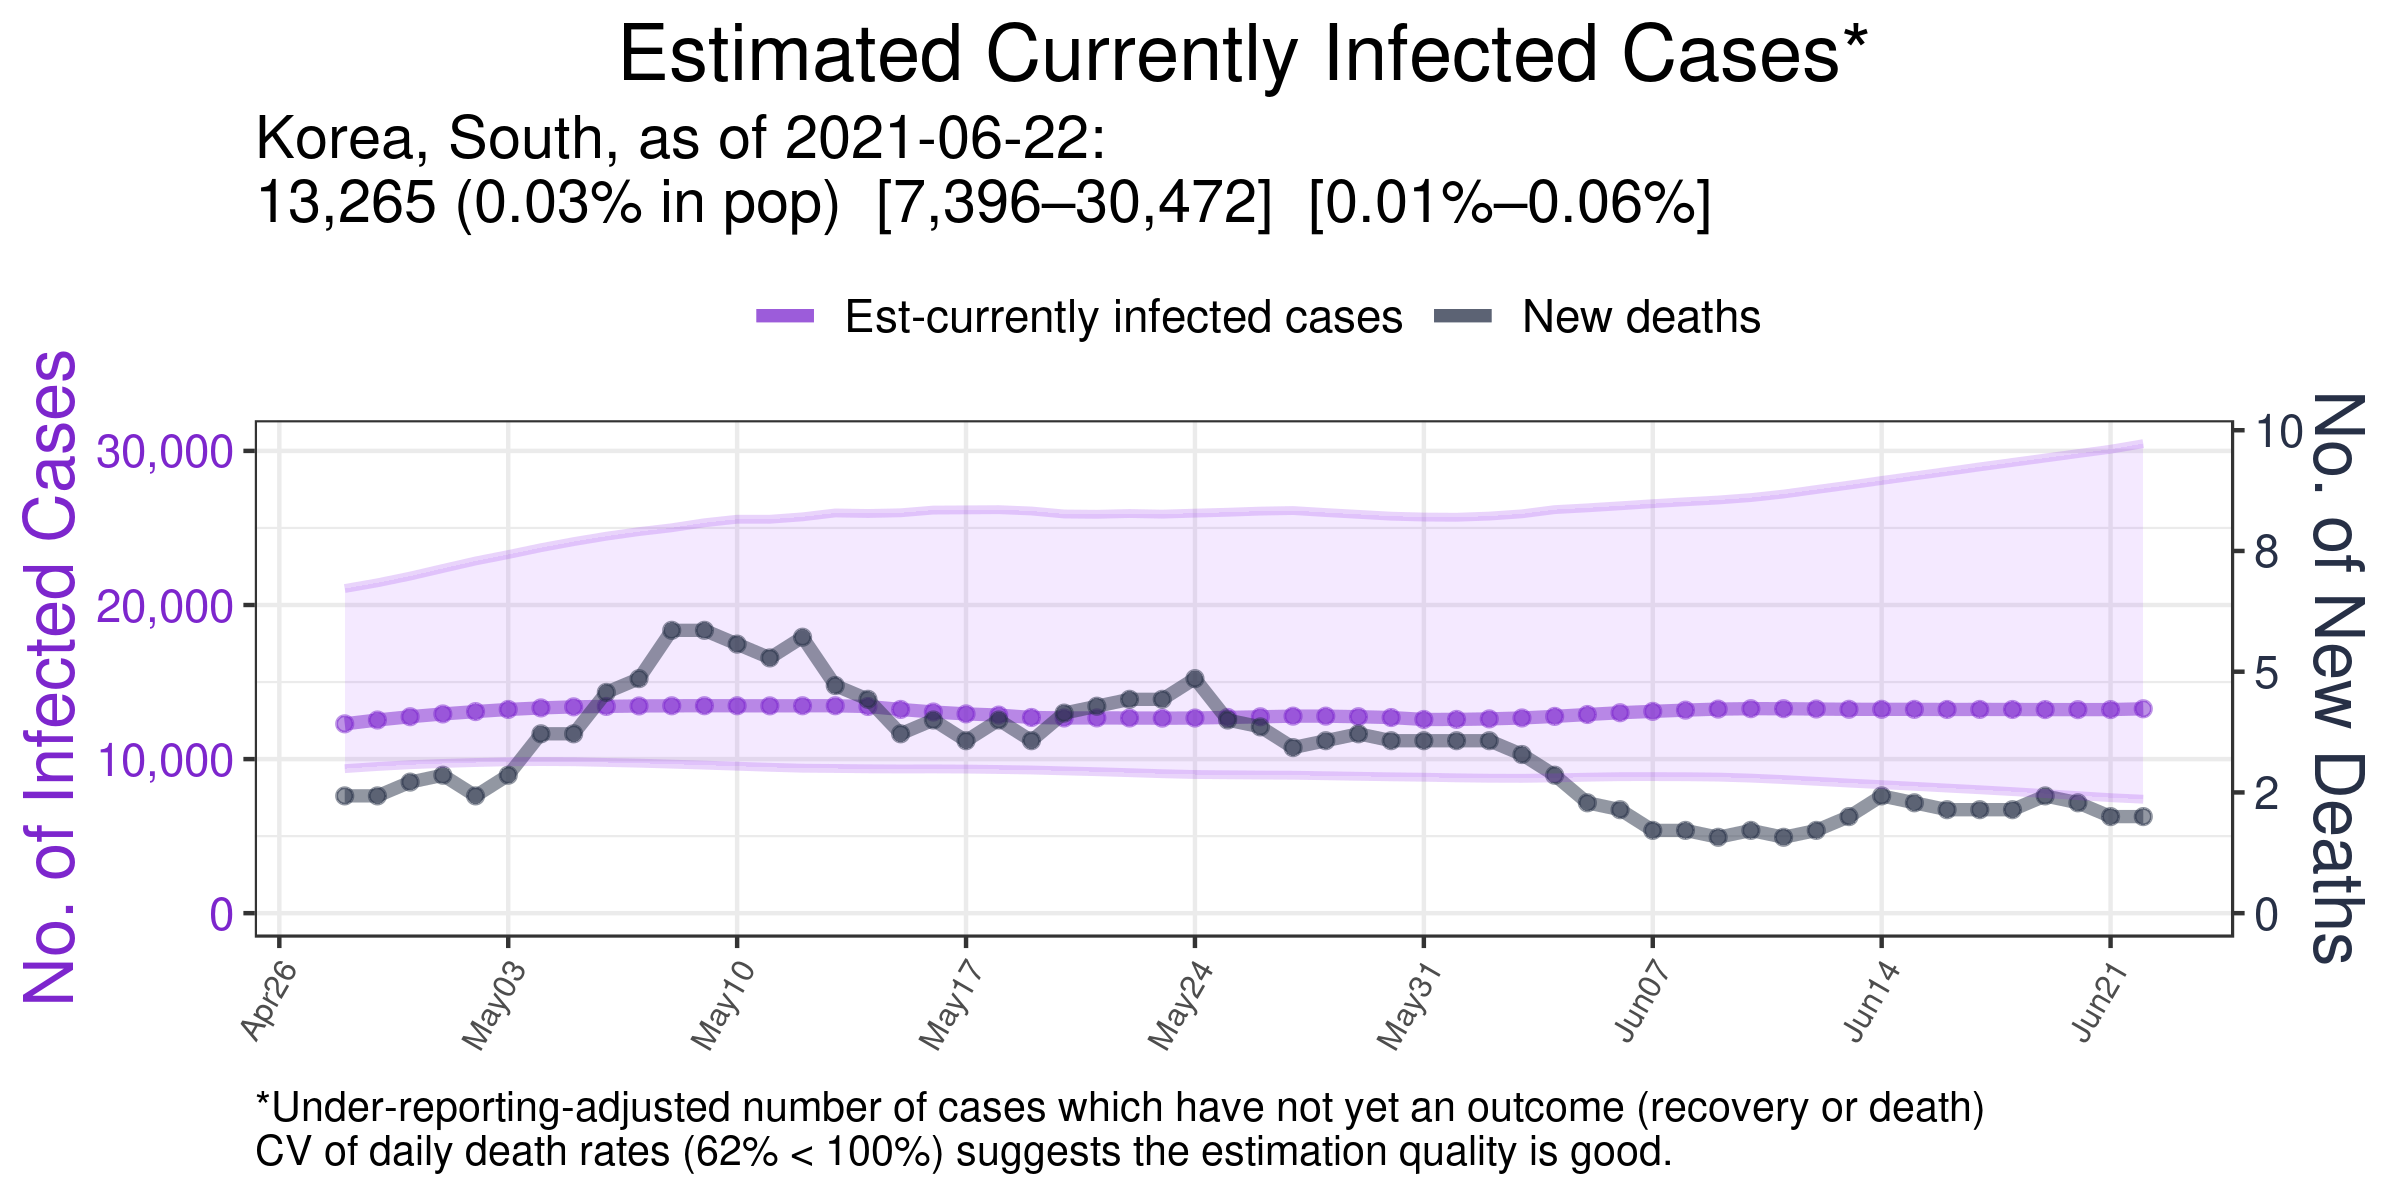 Estimated Currently Infected Cases*
Korea, South, as of 2021-06-22:
13,265 (0.03% in pop)  [7,396–30,472]  [0.01%–0.06%]
Est-currently infected cases
New deaths
No. of Infected Cases
30,000
20,000
10,000
0
10
8
5
2
0
No. of New Deaths
Apr26
May03
May10
May17
May24
May31
Jun07
Jun14
Jun21
*Under-reporting-adjusted number of cases which have not yet an outcome (recovery or death)
CV of daily death rates (62% < 100%) suggests the estimation quality is good.